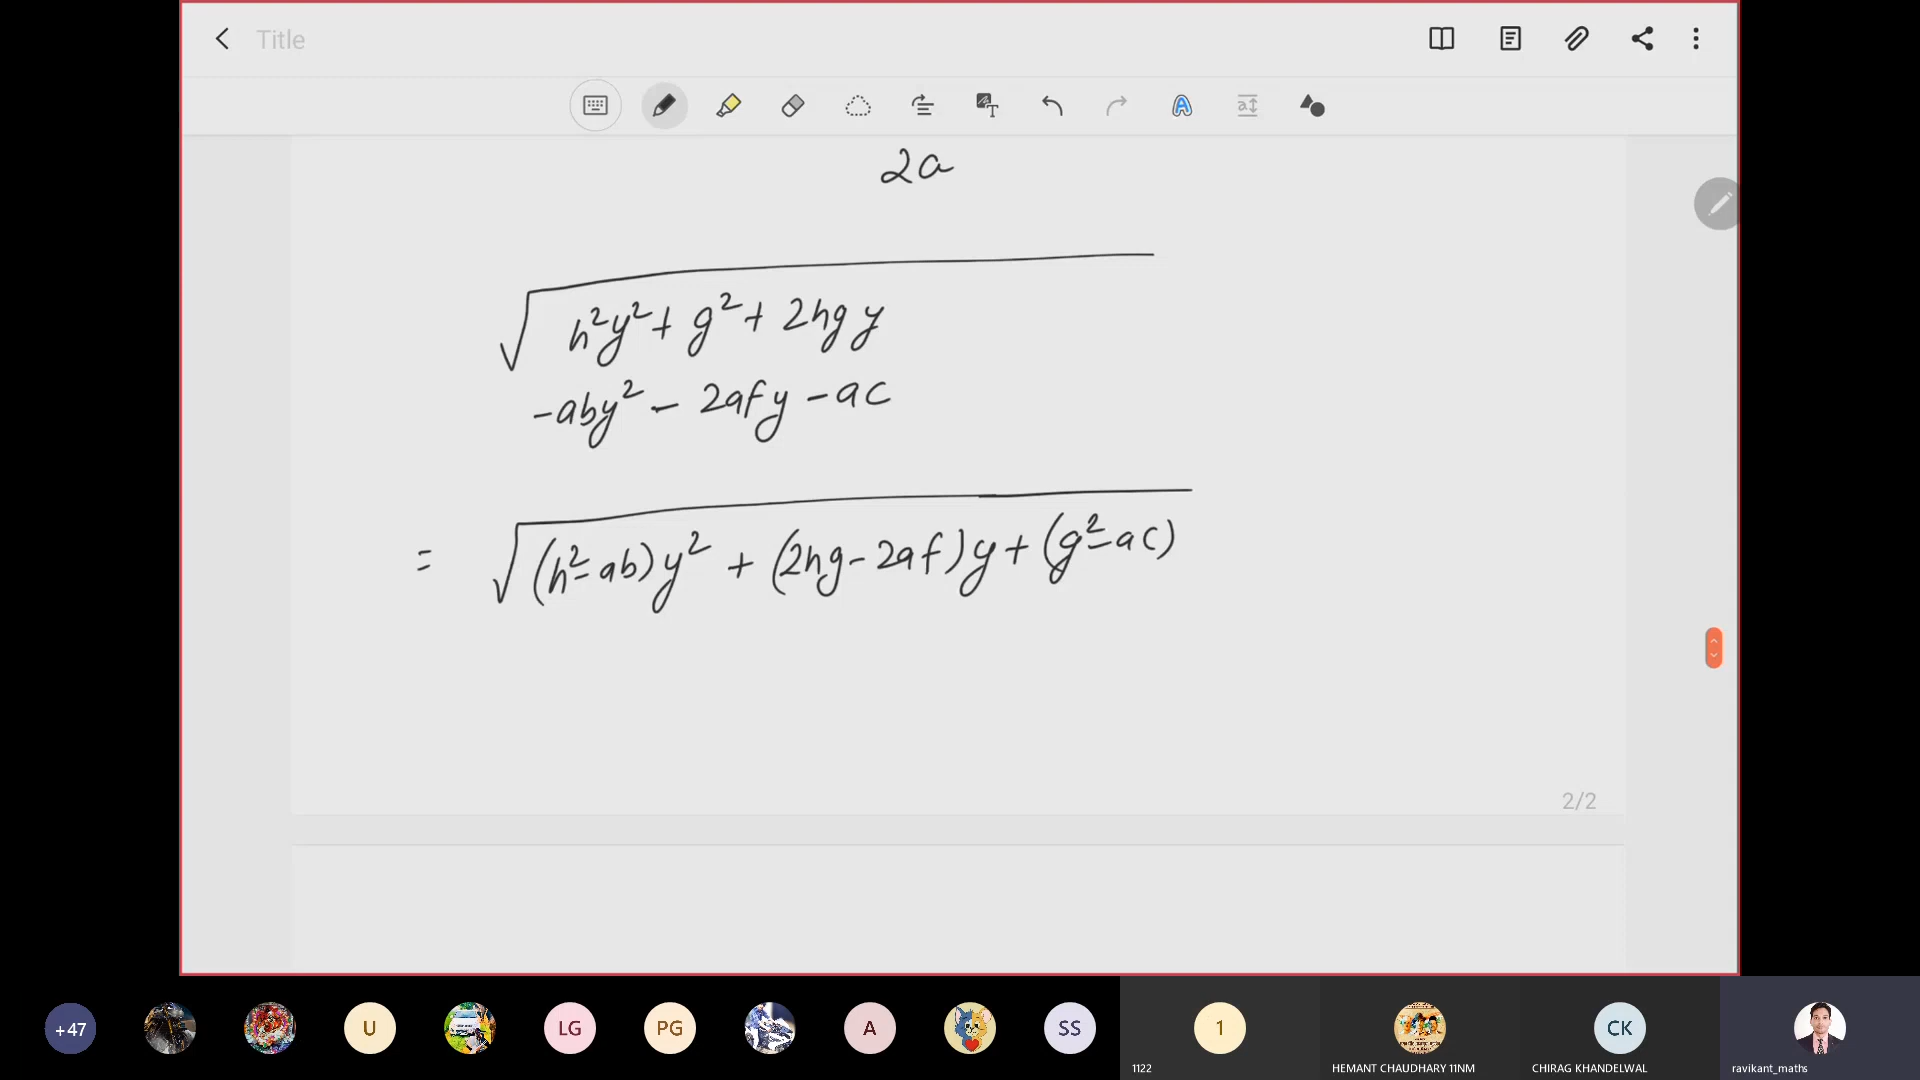 Title
2a
√(h²y² + g² + 2hgy
-aby² - 2afy - ac)
= √((h²-ab)y² + (2hg-2af)y + (g²-ac))
2/2
+47 U LG PG A SS 1 CK
1122 HEMANT CHAUDHARY 11NM CHIRAG KHANDELWAL ravikant_maths